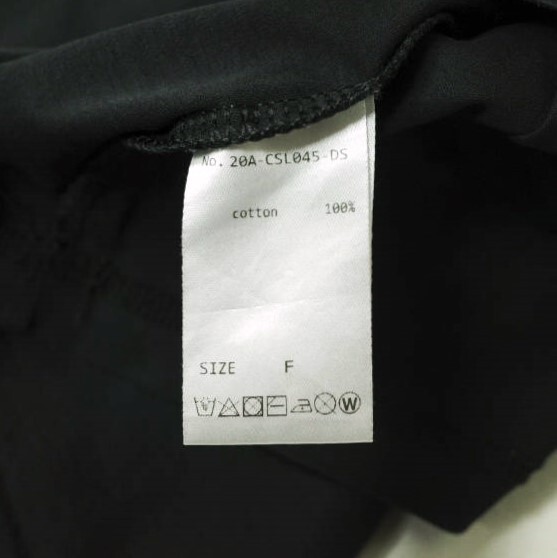 No. 20A-CSL045-DS
cotton 100%
SIZE F
W